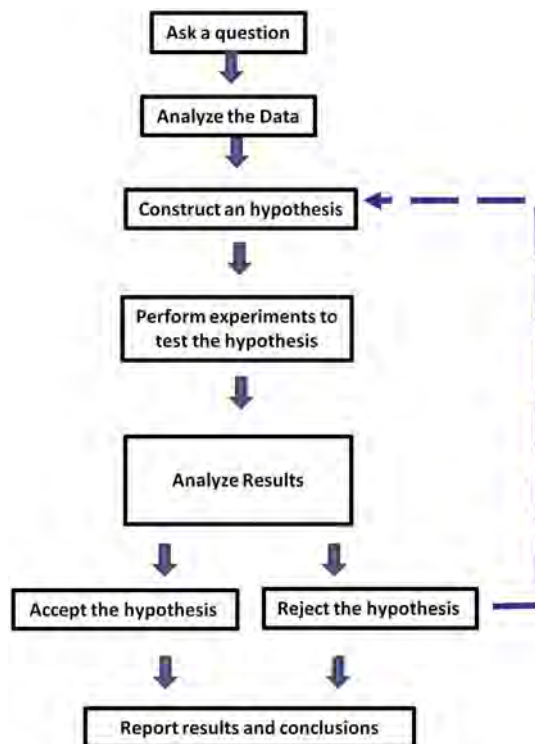 Ask a question
Analyze the Data
Construct an hypothesis
Perform experiments to
test the hypothesis
Analyze Results
Accept the hypothesis
Reject the hypothesis
Report results and conclusions